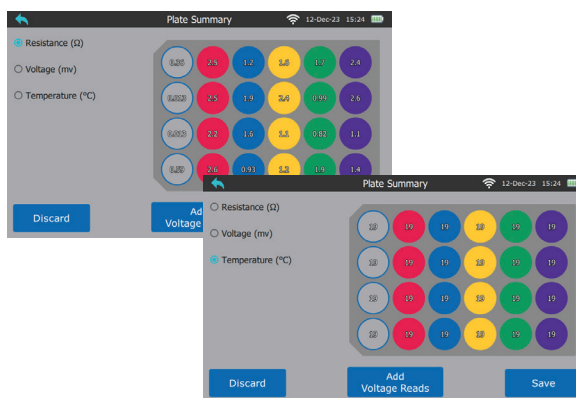 Plate Summary 12-Dec-23 15:24
Resistance (Ω)
Voltage (mv)
Temperature (°C)
2.5 1.2 1.7 2.4
2.5 1.9 2.4 0.99 2.6
2.2 1.6 1.1 0.82 1.1
2.6 0.93 1.2 1.9 1.4
Discard
Ad
Voltage
Plate Summary 12-Dec-23 15:24
Resistance (Ω)
Voltage (mv)
Temperature (°C)
19 19 19 19 19 19
19 19 19 19 19 19
19 19 19 19 19 19
19 19 19 19 19 19
Discard
Add
Voltage Reads
Save